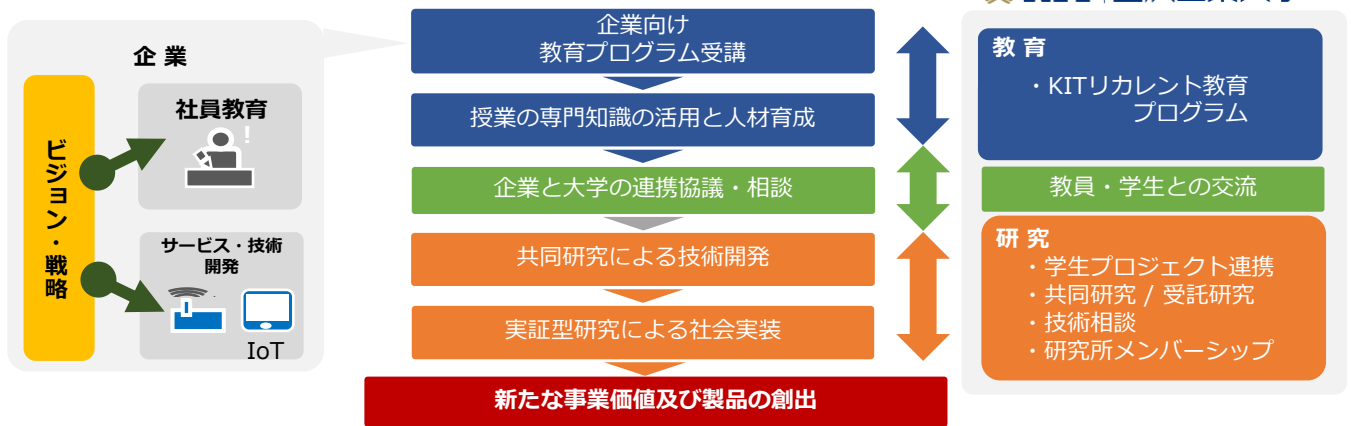 企業
ビジョン・戦略
社員教育
サービス・技術
開発
IoT
企業向け
教育プログラム受講
授業の専門知識の活用と人材育成
企業と大学の連携協議・相談
共同研究による技術開発
実証型研究による社会実装
新たな事業価値及び製品の創出
教育
・KITリカレント教育
プログラム
教員・学生との交流
研究
・学生プロジェクト連携
・共同研究 / 受託研究
・技術相談
・研究所メンバーシップ